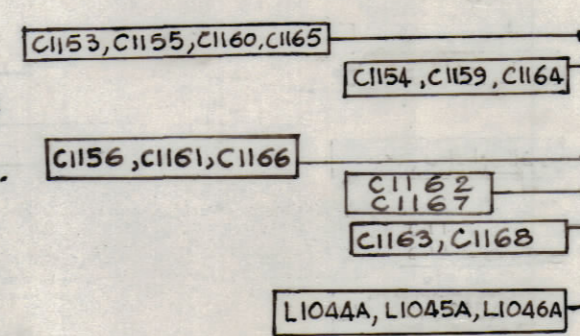 C1153, C1155, C1160, C1165
C1154, C1159, C1164
C1156, C1161, C1166
C1162
C1167
C1163, C1168
L1044A, L1045A, L1046A